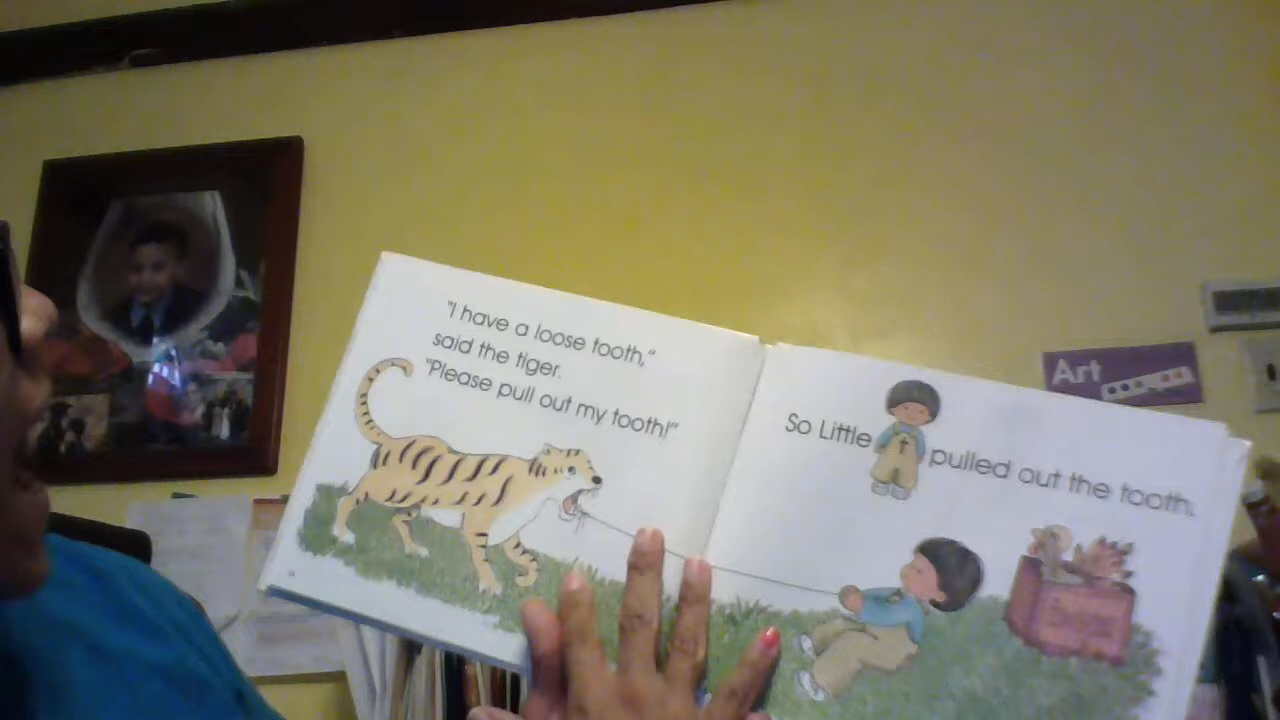 "I have a loose tooth,"
said the tiger.
"Please pull out my tooth!"
So Little pulled out the tooth.
Art